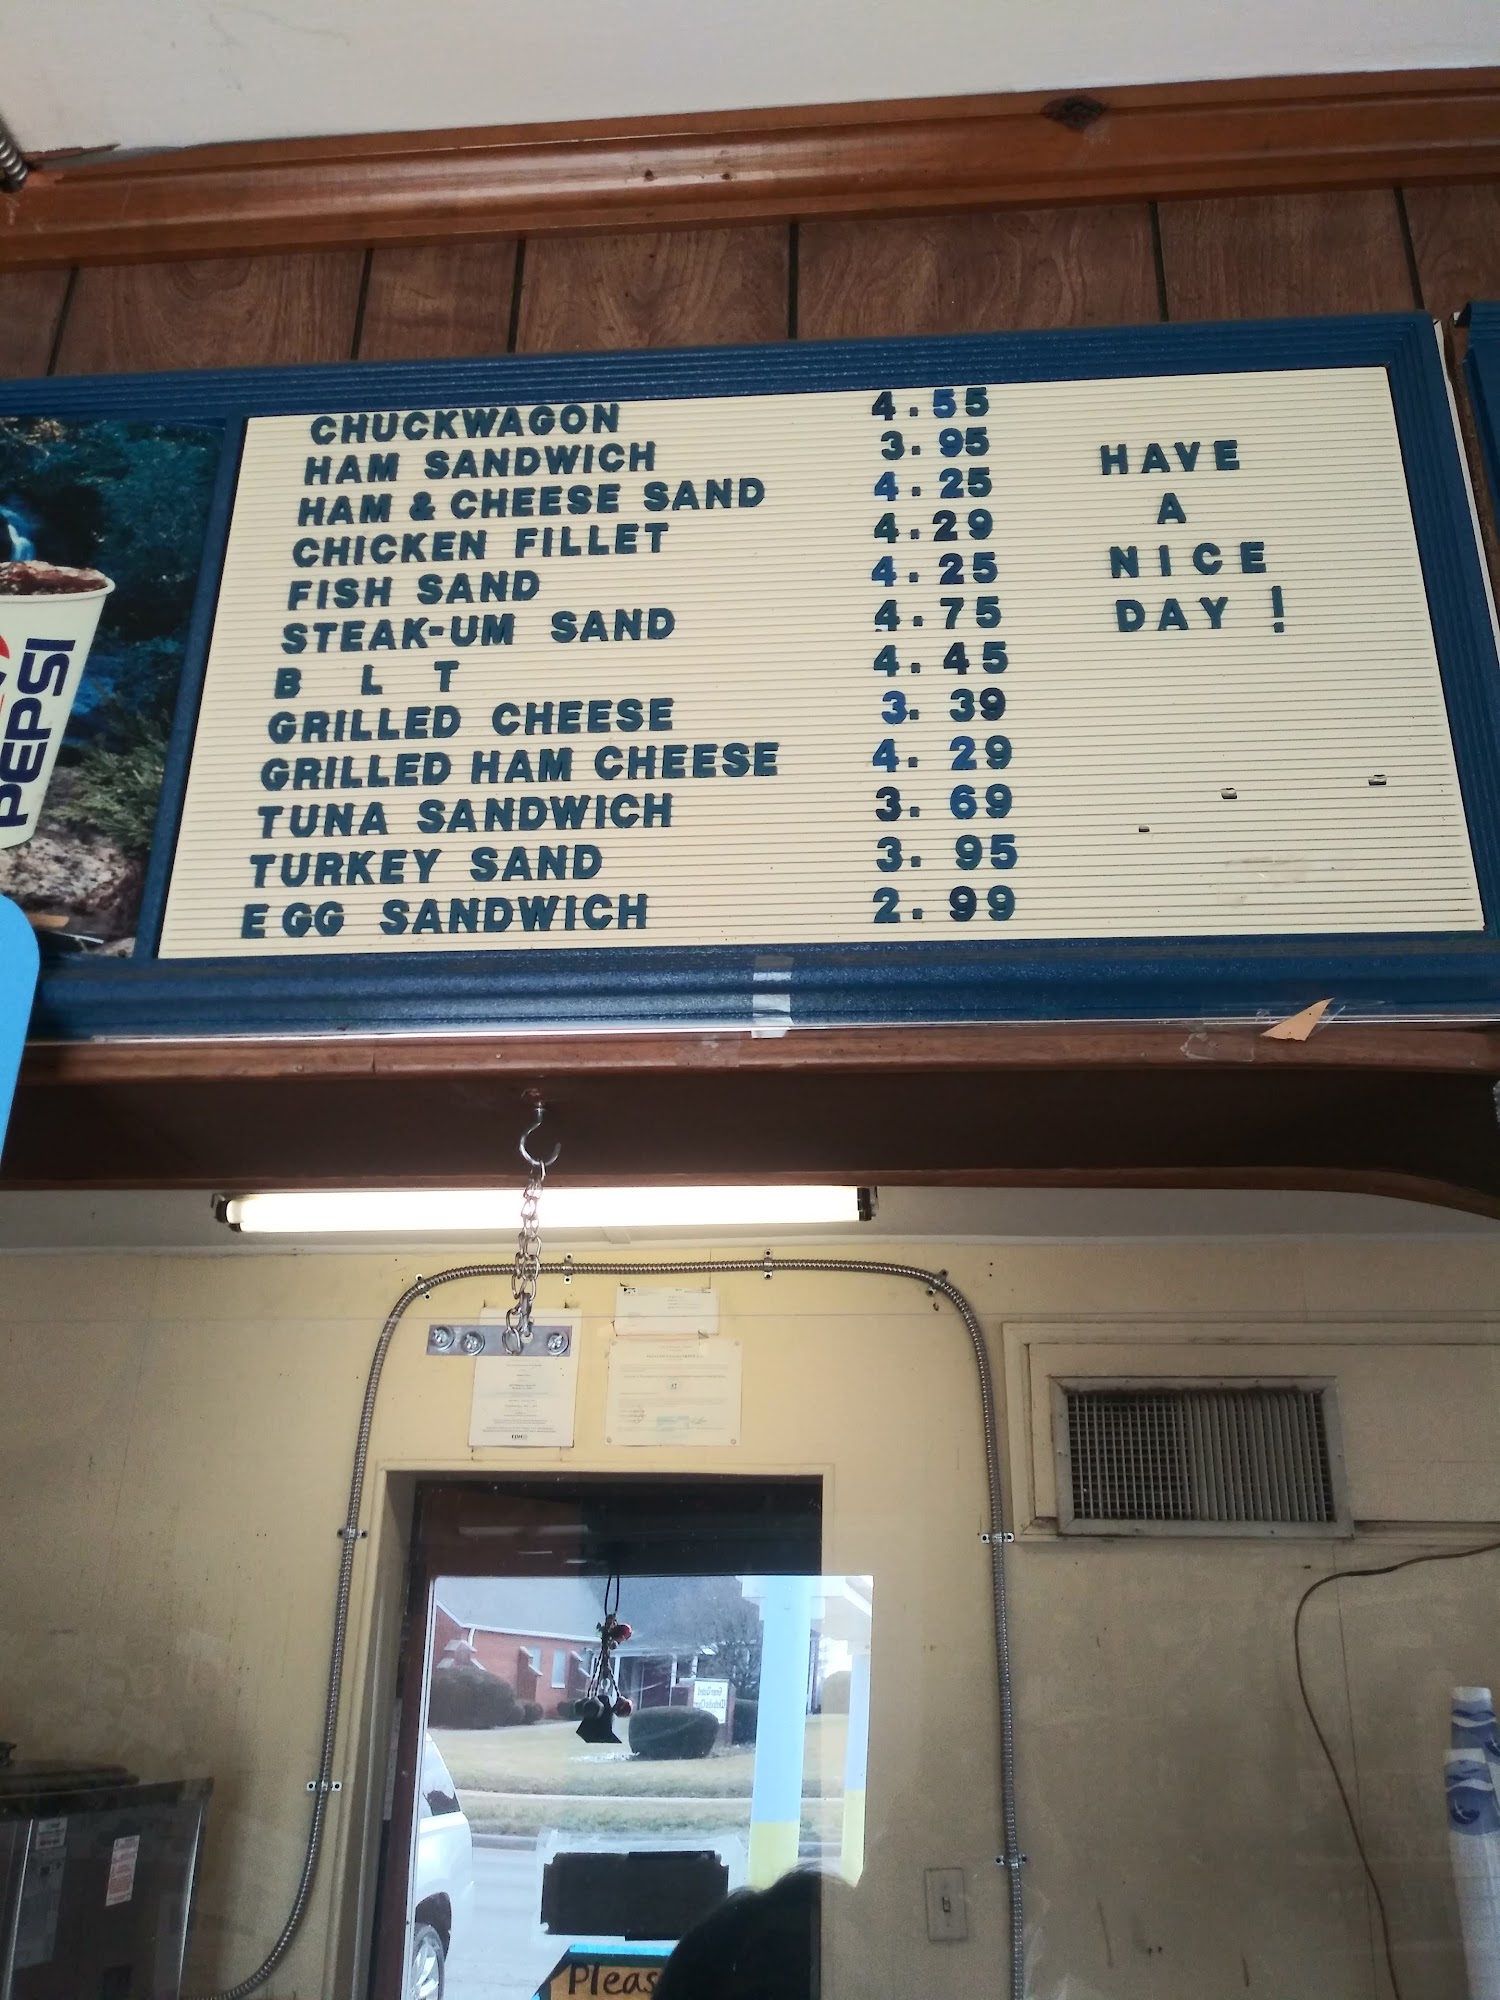 CHUCKWAGON 4.55
HAM SANDWICH 3.95
HAM & CHEESE SAND 4.25
CHICKEN FILLET 4.29
FISH SAND 4.25
STEAK-UM SAND 4.75
B L T 4.45
GRILLED CHEESE 3.39
GRILLED HAM CHEESE 4.29
TUNA SANDWICH 3.69
TURKEY SAND 3.95
EGG SANDWICH 2.99
HAVE
A
NICE
DAY !
PEPSI
Pleas